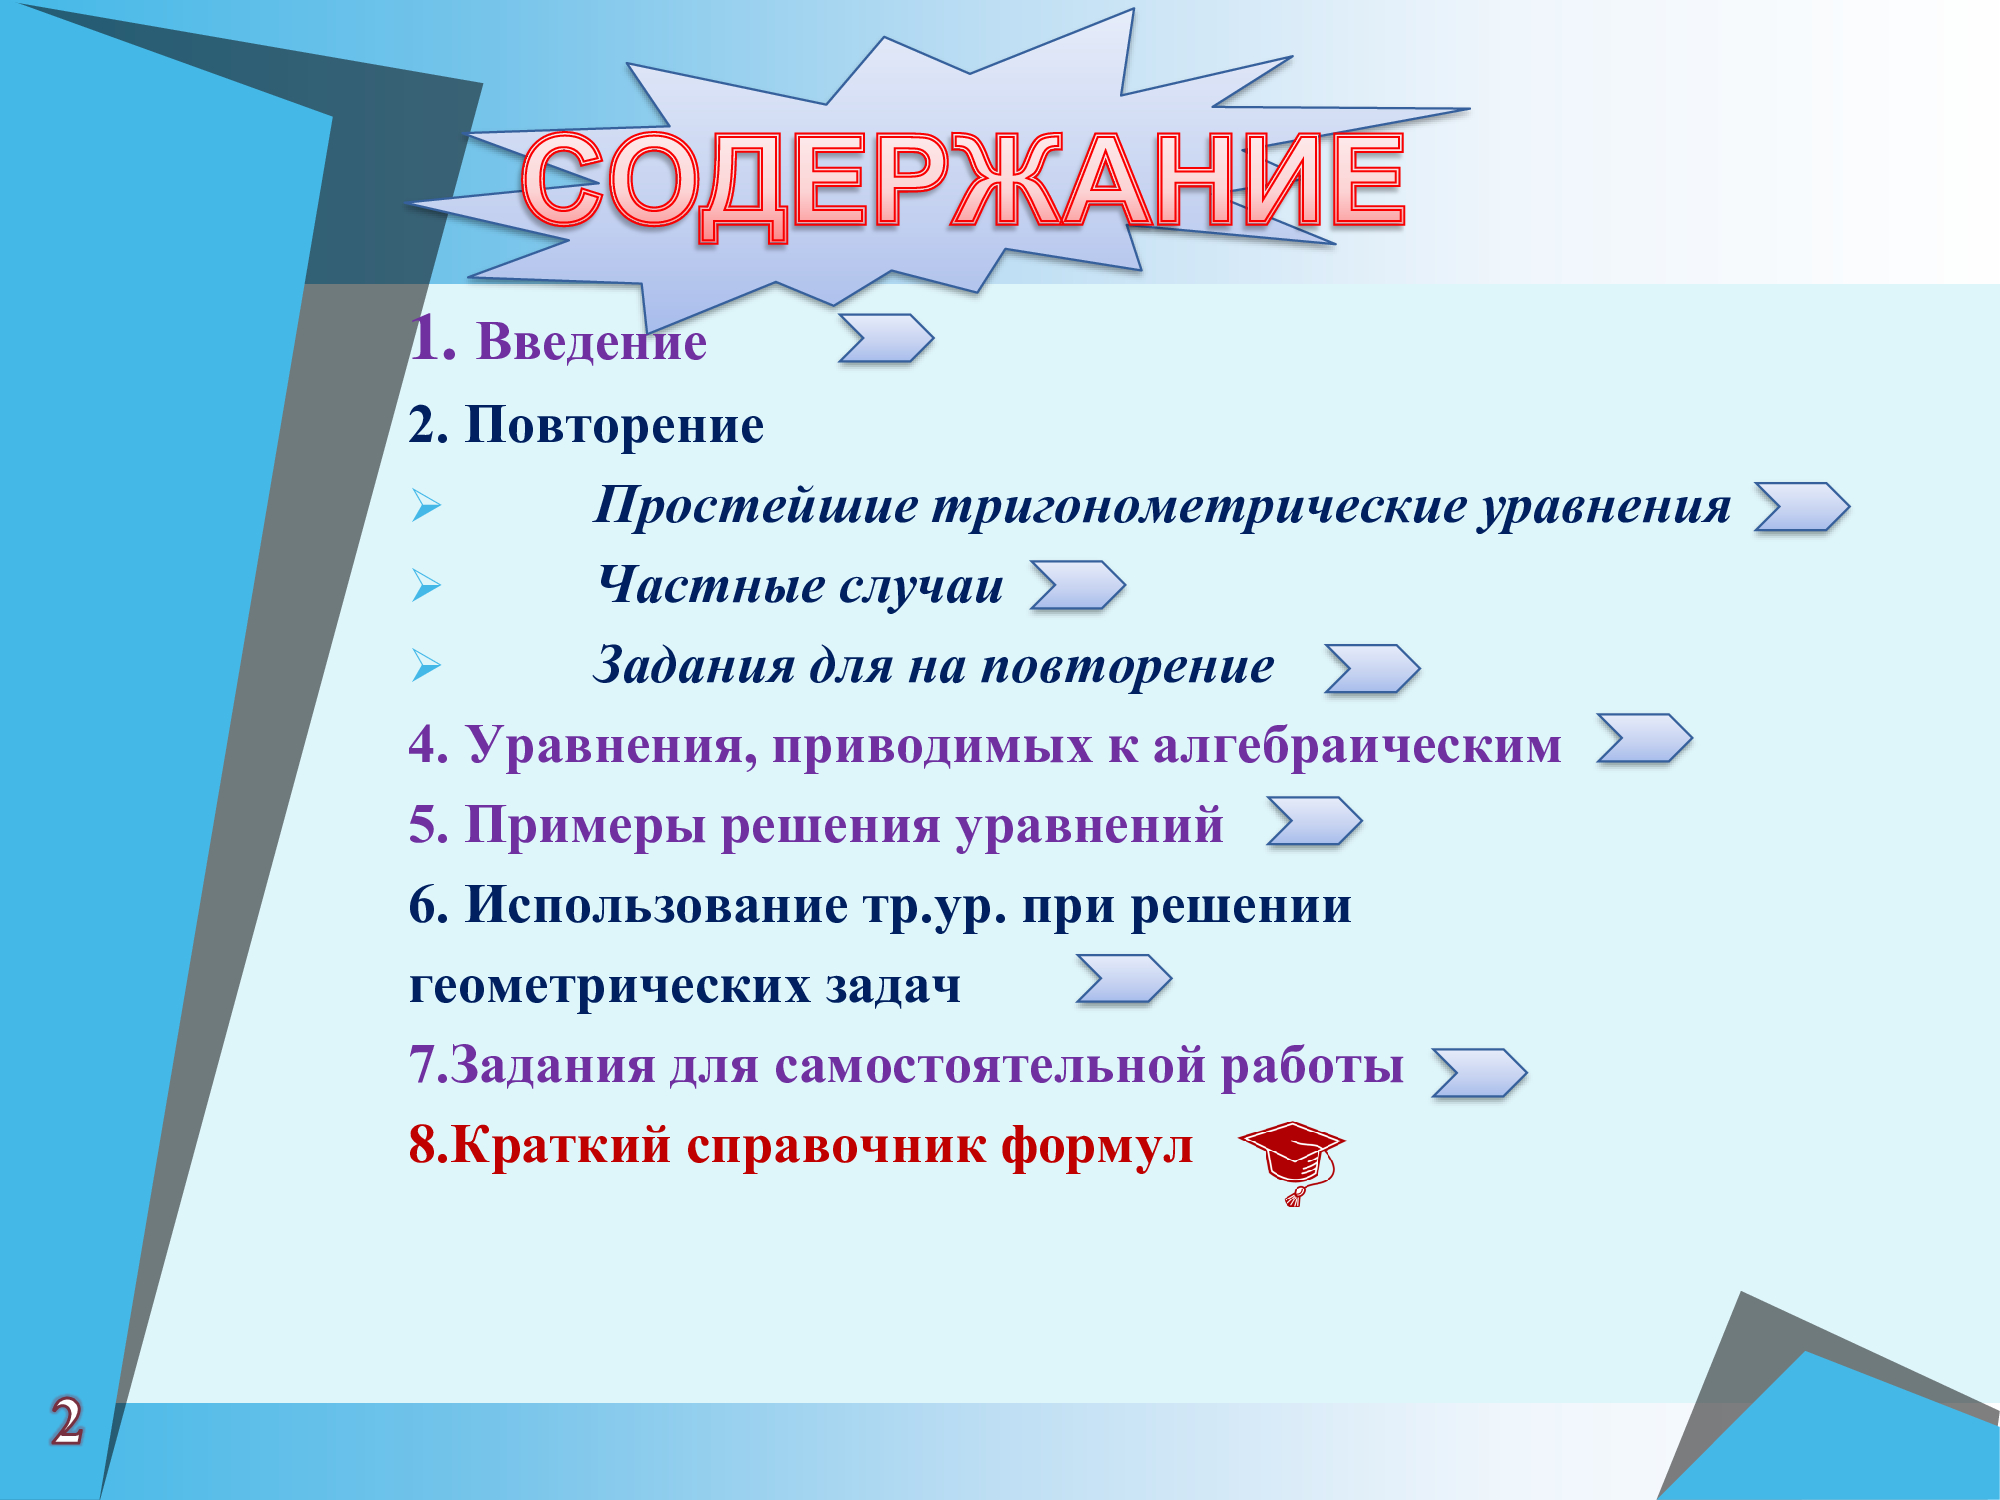 СОДЕРЖАНИЕ
1. Введение
2. Повторение
Простейшие тригонометрические уравнения
Частные случаи
Задания для на повторение
4. Уравнения, приводимых к алгебраическим
5. Примеры решения уравнений
6. Использование тр.ур. при решении
геометрических задач
7.Задания для самостоятельной работы
8.Краткий справочник формул
2